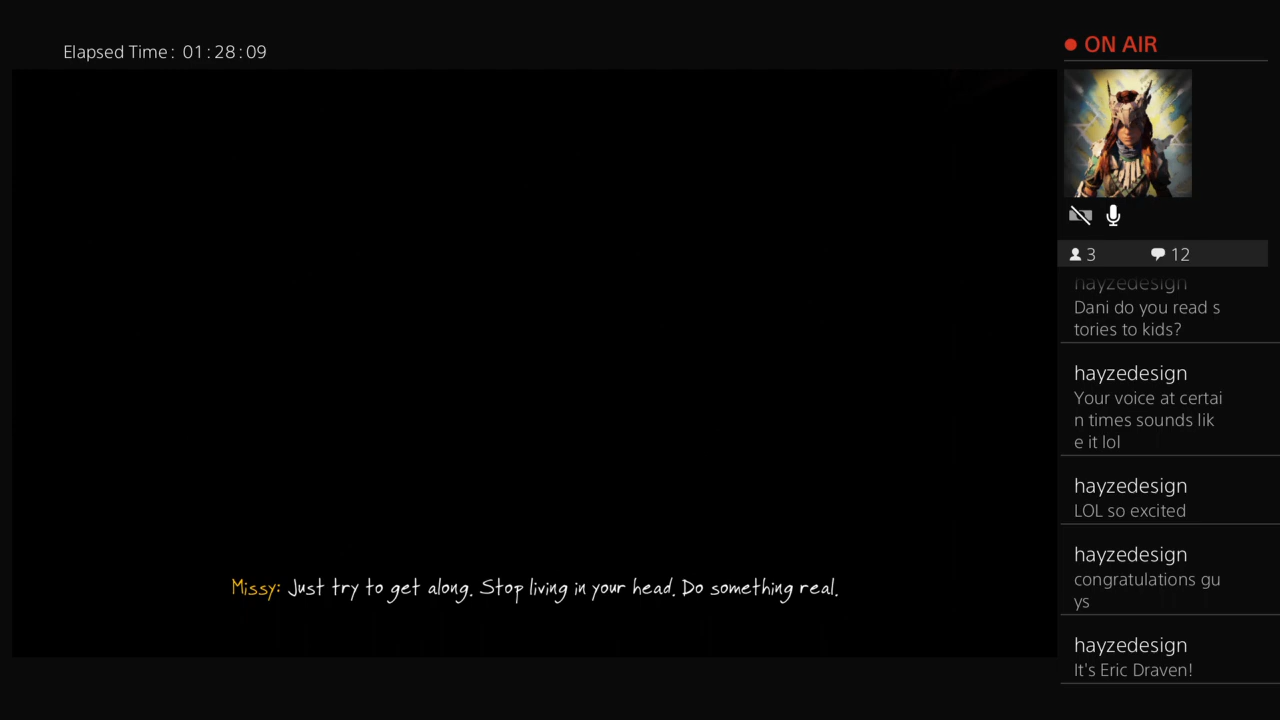 Elapsed Time: 01:28:09
ON AIR
3 12
hayzedesign
Dani do you read s
tories to kids?
hayzedesign
Your voice at certai
n times sounds lik
e it lol
hayzedesign
LOL so excited
hayzedesign
congratulations gu
ys
hayzedesign
It's Eric Draven!
Missy: Just try to get along. Stop living in your head. Do something real.